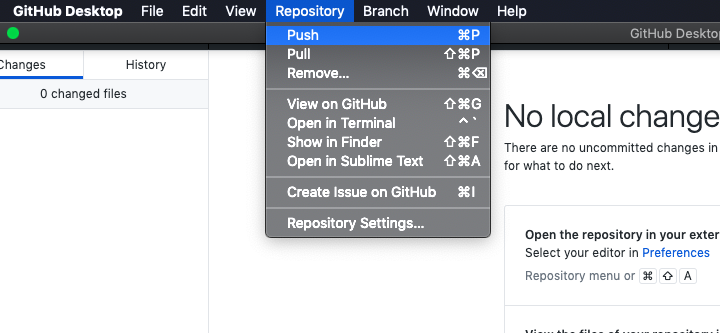 GitHub Desktop File Edit View Repository Branch Window Help
Push ⌘P
GitHub Deskto
Pull ⇧⌘P
Changes History
Remove... ⌘⌫
0 changed files
View on GitHub ⇧⌘G
Open in Terminal ⌃`
Show in Finder ⇧⌘F
Open in Sublime Text ⇧⌘A
Create Issue on GitHub ⌘I
Repository Settings...
No local change
There are no uncommitted changes in
for what to do next.
Open the repository in your exter
Select your editor in Preferences
Repository menu or ⌘ ⇧ A